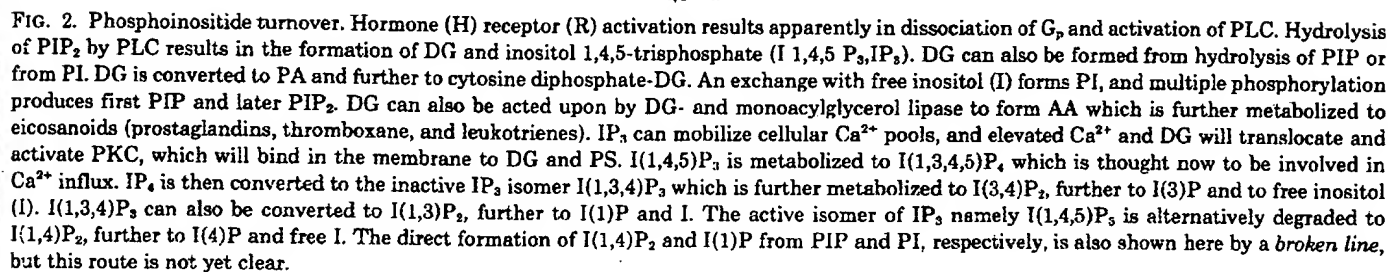 FIG. 2. Phosphoinositide turnover. Hormone (H) receptor (R) activation results apparently in dissociation of Gp and activation of PLC. Hydrolysis
of PIP₂ by PLC results in the formation of DG and inositol 1,4,5-trisphosphate (I 1,4,5 P₃,IP₃). DG can also be formed from hydrolysis of PIP or
from PI. DG is converted to PA and further to cytosine diphosphate-DG. An exchange with free inositol (I) forms PI, and multiple phosphorylation
produces first PIP and later PIP₂. DG can also be acted upon by DG- and monoacylglycerol lipase to form AA which is further metabolized to
eicosanoids (prostaglandins, thromboxane, and leukotrienes). IP₃ can mobilize cellular Ca²⁺ pools, and elevated Ca²⁺ and DG will translocate and
activate PKC, which will bind in the membrane to DG and PS. I(1,4,5)P₃ is metabolized to I(1,3,4,5)P₄ which is thought now to be involved in
Ca²⁺ influx. IP₄ is then converted to the inactive IP₃ isomer I(1,3,4)P₃ which is further metabolized to I(3,4)P₂, further to I(3)P and to free inositol
(I). I(1,3,4)P₃ can also be converted to I(1,3)P₂, further to I(1)P and I. The active isomer of IP₃ namely I(1,4,5)P₃ is alternatively degraded to
I(1,4)P₂, further to I(4)P and free I. The direct formation of I(1,4)P₂ and I(1)P from PIP and PI, respectively, is also shown here by a broken line,
but this route is not yet clear.